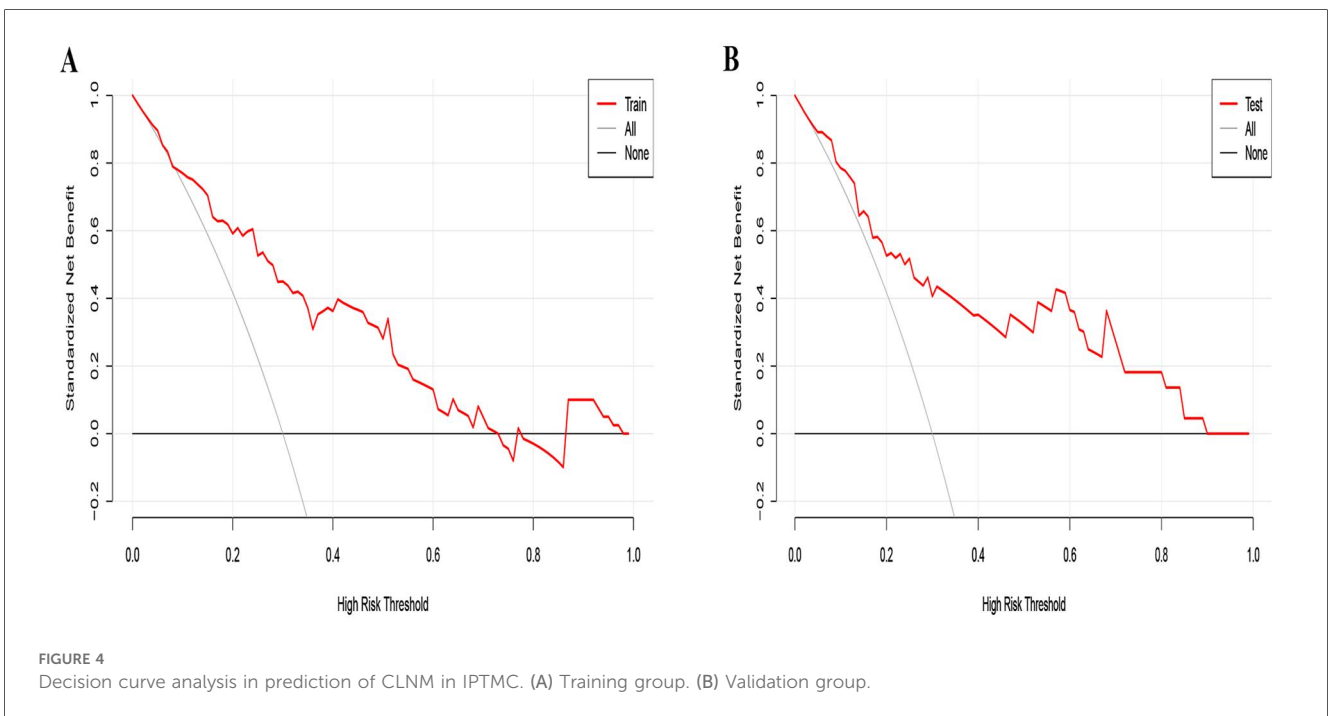 A
Train
All
None
Standardized Net Benefit
1.0
0.8
0.6
0.4
0.2
0.0
−0.2
0.0 0.2 0.4 0.6 0.8 1.0
High Risk Threshold
B
Test
All
None
Standardized Net Benefit
1.0
0.8
0.6
0.4
0.2
0.0
−0.2
0.0 0.2 0.4 0.6 0.8 1.0
High Risk Threshold
FIGURE 4
Decision curve analysis in prediction of CLNM in IPTMC. (A) Training group. (B) Validation group.